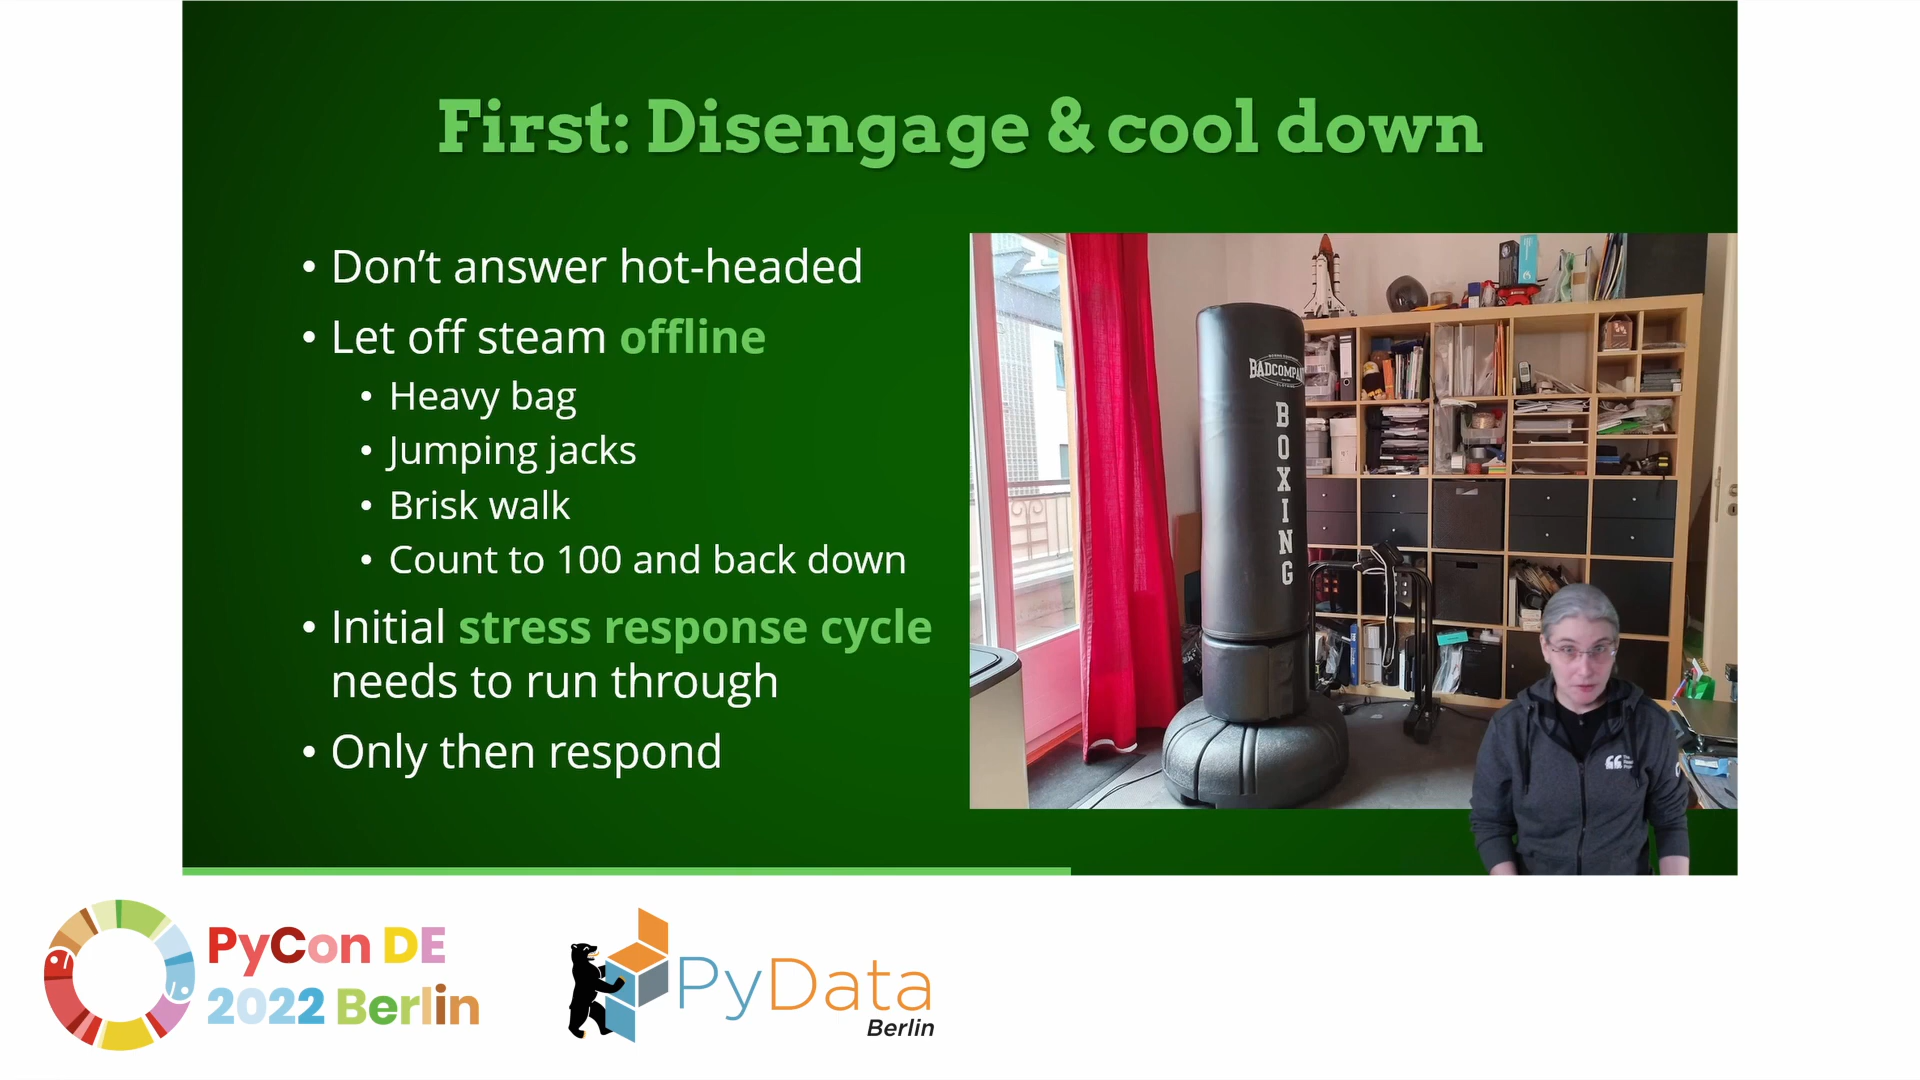 First: Disengage & cool down
• Don’t answer hot-headed
• Let off steam offline
• Heavy bag
• Jumping jacks
• Brisk walk
• Count to 100 and back down
• Initial stress response cycle
needs to run through
• Only then respond
BADCOMPANY
BOXING
PyCon DE
2022 Berlin
PyData
Berlin